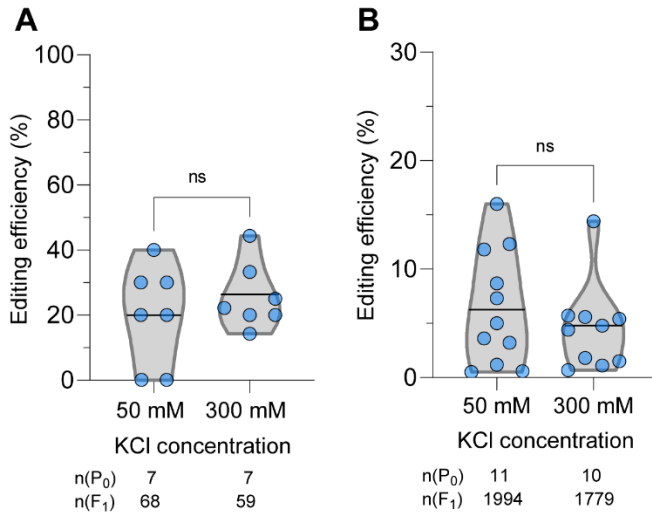 A
Editing efficiency (%)
100
80
60
40
20
0
ns
50 mM 300 mM
KCl concentration
n(P0) 7 7
n(F1) 68 59
B
Editing efficiency (%)
30
20
10
0
ns
50 mM 300 mM
KCl concentration
n(P0) 11 10
n(F1) 1994 1779